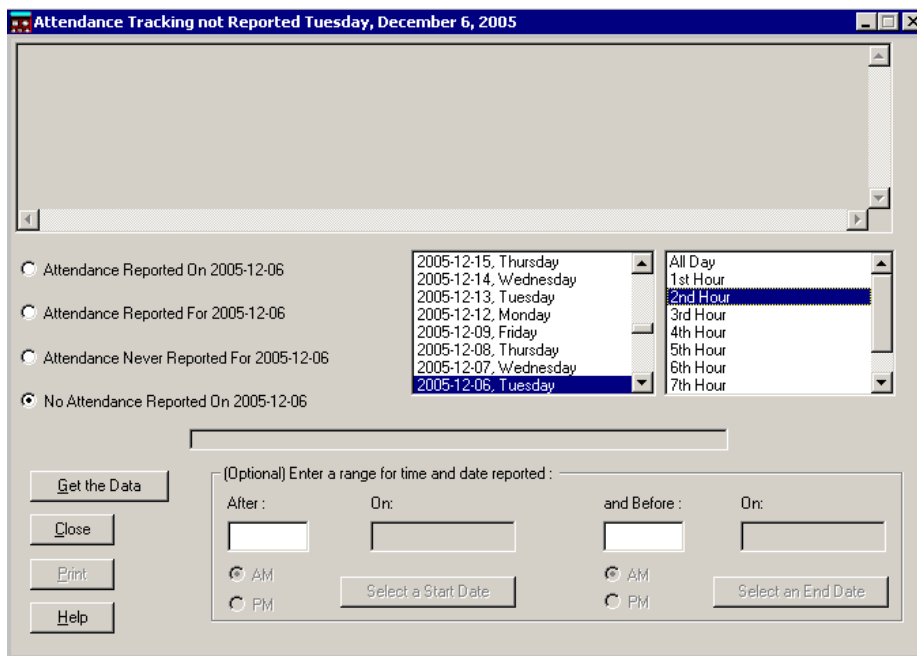 Attendance Tracking not Reported Tuesday, December 6, 2005
Attendance Reported On 2005-12-06
Attendance Reported For 2005-12-06
Attendance Never Reported For 2005-12-06
No Attendance Reported On 2005-12-06
2005-12-15, Thursday
2005-12-14, Wednesday
2005-12-13, Tuesday
2005-12-12, Monday
2005-12-09, Friday
2005-12-08, Thursday
2005-12-07, Wednesday
2005-12-06, Tuesday
All Day
1st Hour
2nd Hour
3rd Hour
4th Hour
5th Hour
6th Hour
7th Hour
Get the Data
Close
Print
Help
(Optional) Enter a range for time and date reported :
After :
On:
and Before :
On:
AM
PM
Select a Start Date
AM
PM
Select an End Date